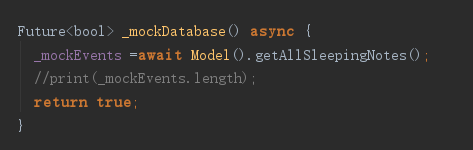 Future<bool> _mockDatabase() async {
  _mockEvents =await Model().getAllSleepingNotes();
  //print(_mockEvents.length);
  return true;
}